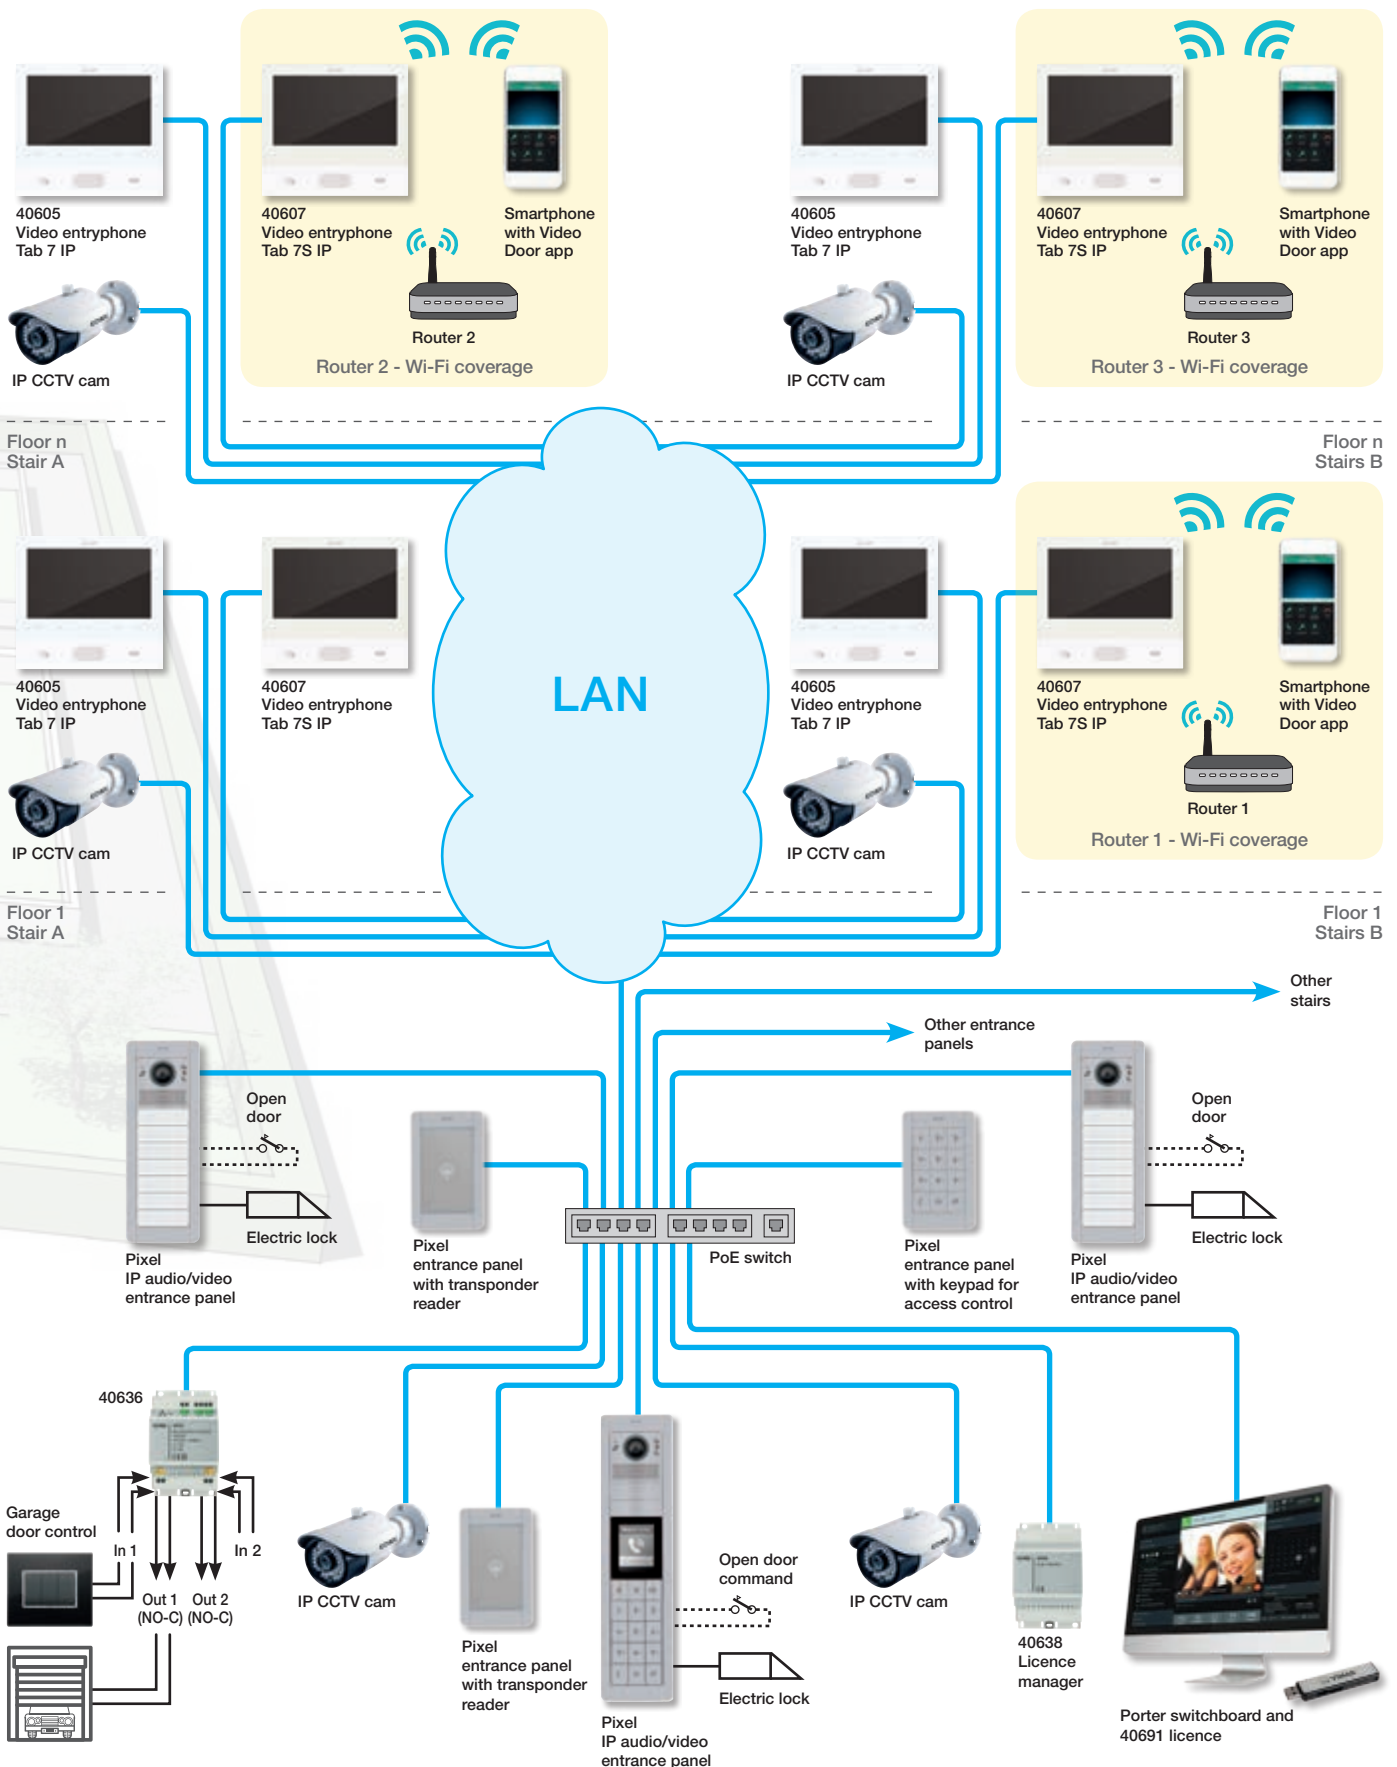 40605
Video entryphone
Tab 7 IP
40607
Video entryphone
Tab 7S IP
Smartphone
with Video
Door app
Router 2
Router 2 - Wi-Fi coverage
IP CCTV cam
40605
Video entryphone
Tab 7 IP
40607
Video entryphone
Tab 7S IP
Smartphone
with Video
Door app
Router 3
Router 3 - Wi-Fi coverage
IP CCTV cam
Floor n
Stair A
Floor n
Stairs B
40605
Video entryphone
Tab 7 IP
40607
Video entryphone
Tab 7S IP
IP CCTV cam
LAN
40605
Video entryphone
Tab 7 IP
40607
Video entryphone
Tab 7S IP
Smartphone
with Video
Door app
Router 1
Router 1 - Wi-Fi coverage
IP CCTV cam
Floor 1
Stair A
Floor 1
Stairs B
Other
stairs
Other entrance
panels
Open
door
Electric lock
Pixel
IP audio/video
entrance panel
Pixel
entrance panel
with transponder
reader
PoE switch
Pixel
entrance panel
with keypad for
access control
Open
door
Electric lock
Pixel
IP audio/video
entrance panel
40636
Garage
door control
In 1
In 2
Out 1
(NO-C)
Out 2
(NO-C)
IP CCTV cam
Pixel
entrance panel
with transponder
reader
Open door
command
Electric lock
Pixel
IP audio/video
entrance panel
IP CCTV cam
40638
Licence
manager
Porter switchboard and
40691 licence